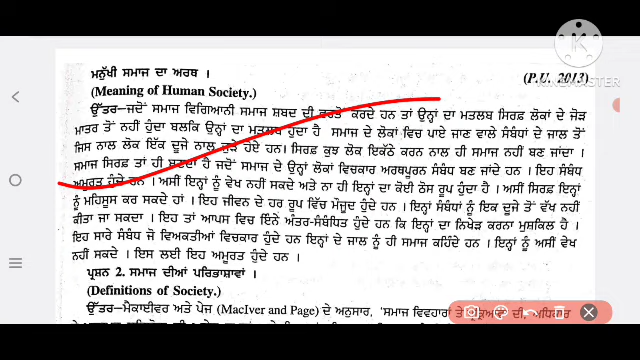 ਮਨੁੱਖੀ ਸਮਾਜ ਦਾ ਅਰਥ ।
(Meaning of Human Society) (P.U. 2013)
KINEMASTER
ਉੱਤਰ—ਜਦੋਂ ਸਮਾਜ ਵਿਗਿਆਨੀ ਸਮਾਜ ਸ਼ਬਦ ਦੀ ਵਰਤੋਂ ਕਰਦੇ ਹਨ ਤਾਂ ਉਨ੍ਹਾਂ ਦਾ ਮਤਲਬ ਸਿਰਫ਼ ਲੋਕਾਂ ਦੇ ਜੋੜ
ਮਾਤਰ ਤੋਂ ਨਹੀਂ ਹੁੰਦਾ ਬਲਕਿ ਉਨ੍ਹਾਂ ਦਾ ਮਤਲਬ ਹੁੰਦਾ ਹੈ ਸਮਾਜ ਦੇ ਲੋਕਾਂ ਵਿਚ ਪਾਏ ਜਾਣ ਵਾਲੇ ਸੰਬੰਧਾਂ ਦੇ ਜਾਲ ਤੋਂ
ਜਿਸ ਨਾਲ ਲੋਕ ਇੱਕ ਦੂਜੇ ਨਾਲ ਜੁੜੇ ਹੋਏ ਹਨ। ਸਿਰਫ਼ ਕੁਝ ਲੋਕ ਇਕੱਠੇ ਕਰਨ ਨਾਲ ਹੀ ਸਮਾਜ ਨਹੀਂ ਬਣ ਜਾਂਦਾ।
ਸਮਾਜ ਸਿਰਫ਼ ਤਾਂ ਹੀ ਬਣਦਾ ਹੈ ਜਦੋਂ ਸਮਾਜ ਦੇ ਉਨ੍ਹਾਂ ਲੋਕਾਂ ਵਿਚਕਾਰ ਅਰਥਪੂਰਨ ਸੰਬੰਧ ਬਣ ਜਾਂਦੇ ਹਨ । ਇਹ ਸੰਬੰਧ
ਅਮੂਰਤ ਹੁੰਦੇ ਹਨ । ਅਸੀਂ ਇਨ੍ਹਾਂ ਨੂੰ ਵੇਖ ਨਹੀਂ ਸਕਦੇ ਅਤੇ ਨਾ ਹੀ ਇਨ੍ਹਾਂ ਦਾ ਕੋਈ ਠੋਸ ਰੂਪ ਹੁੰਦਾ ਹੈ। ਅਸੀਂ ਸਿਰਫ਼ ਇਨ੍ਹਾਂ
ਨੂੰ ਮਹਿਸੂਸ ਕਰ ਸਕਦੇ ਹਾਂ। ਇਹ ਜੀਵਨ ਦੇ ਹਰ ਰੂਪ ਵਿੱਚ ਮੌਜੂਦ ਹੁੰਦੇ ਹਨ। ਇਨ੍ਹਾਂ ਸੰਬੰਧਾਂ ਨੂੰ ਇਕ ਦੂਜੇ ਤੋਂ ਵੱਖ ਨਹੀਂ
ਕੀਤਾ ਜਾ ਸਕਦਾ। ਇਹ ਤਾਂ ਆਪਸ ਵਿਚ ਇੰਨੇ ਅੰਤਰ-ਸੰਬੰਧਿਤ ਹੁੰਦੇ ਹਨ ਕਿ ਇਨ੍ਹਾਂ ਦਾ ਨਿਖੇੜ ਕਰਨਾ ਮੁਸ਼ਕਿਲ ਹੈ।
ਇਹ ਸਾਰੇ ਸੰਬੰਧ ਜੋ ਵਿਅਕਤੀਆਂ ਵਿਚਕਾਰ ਹੁੰਦੇ ਹਨ ਇਨ੍ਹਾਂ ਦੇ ਜਾਲ ਨੂੰ ਹੀ ਸਮਾਜ ਕਹਿੰਦੇ ਹਨ। ਇਨ੍ਹਾਂ ਨੂੰ ਅਸੀਂ ਵੇਖ
ਨਹੀਂ ਸਕਦੇ। ਇਸ ਲਈ ਇਹ ਅਮੂਰਤ ਹੁੰਦੇ ਹਨ ।
ਪ੍ਰਸ਼ਨ 2. ਸਮਾਜ ਦੀਆਂ ਪਰਿਭਾਸ਼ਾਵਾਂ ।
(Definitions of Society.)
ਉੱਤਰ—ਮੈਕਾਈਵਰ ਅਤੇ ਪੇਜ (MacIver and Page) ਦੇ ਅਨੁਸਾਰ, 'ਸਮਾਜ ਵਿਵਹਾਰਾਂ ਤੇ ਦੀ, ਅਧਿਕਾਰ